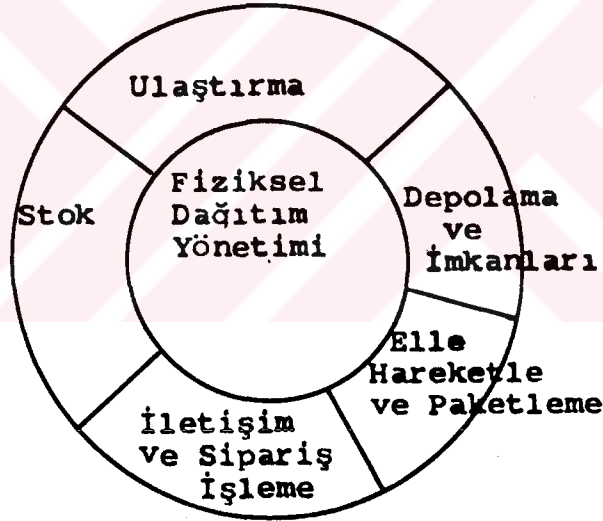 Ulaştırma
Fiziksel
Dağıtım
Yönetimi
Stok
Depolama
ve
İmkanları
Elle
Hareketle
ve Paketleme
İletişim
ve Sipariş
İşleme